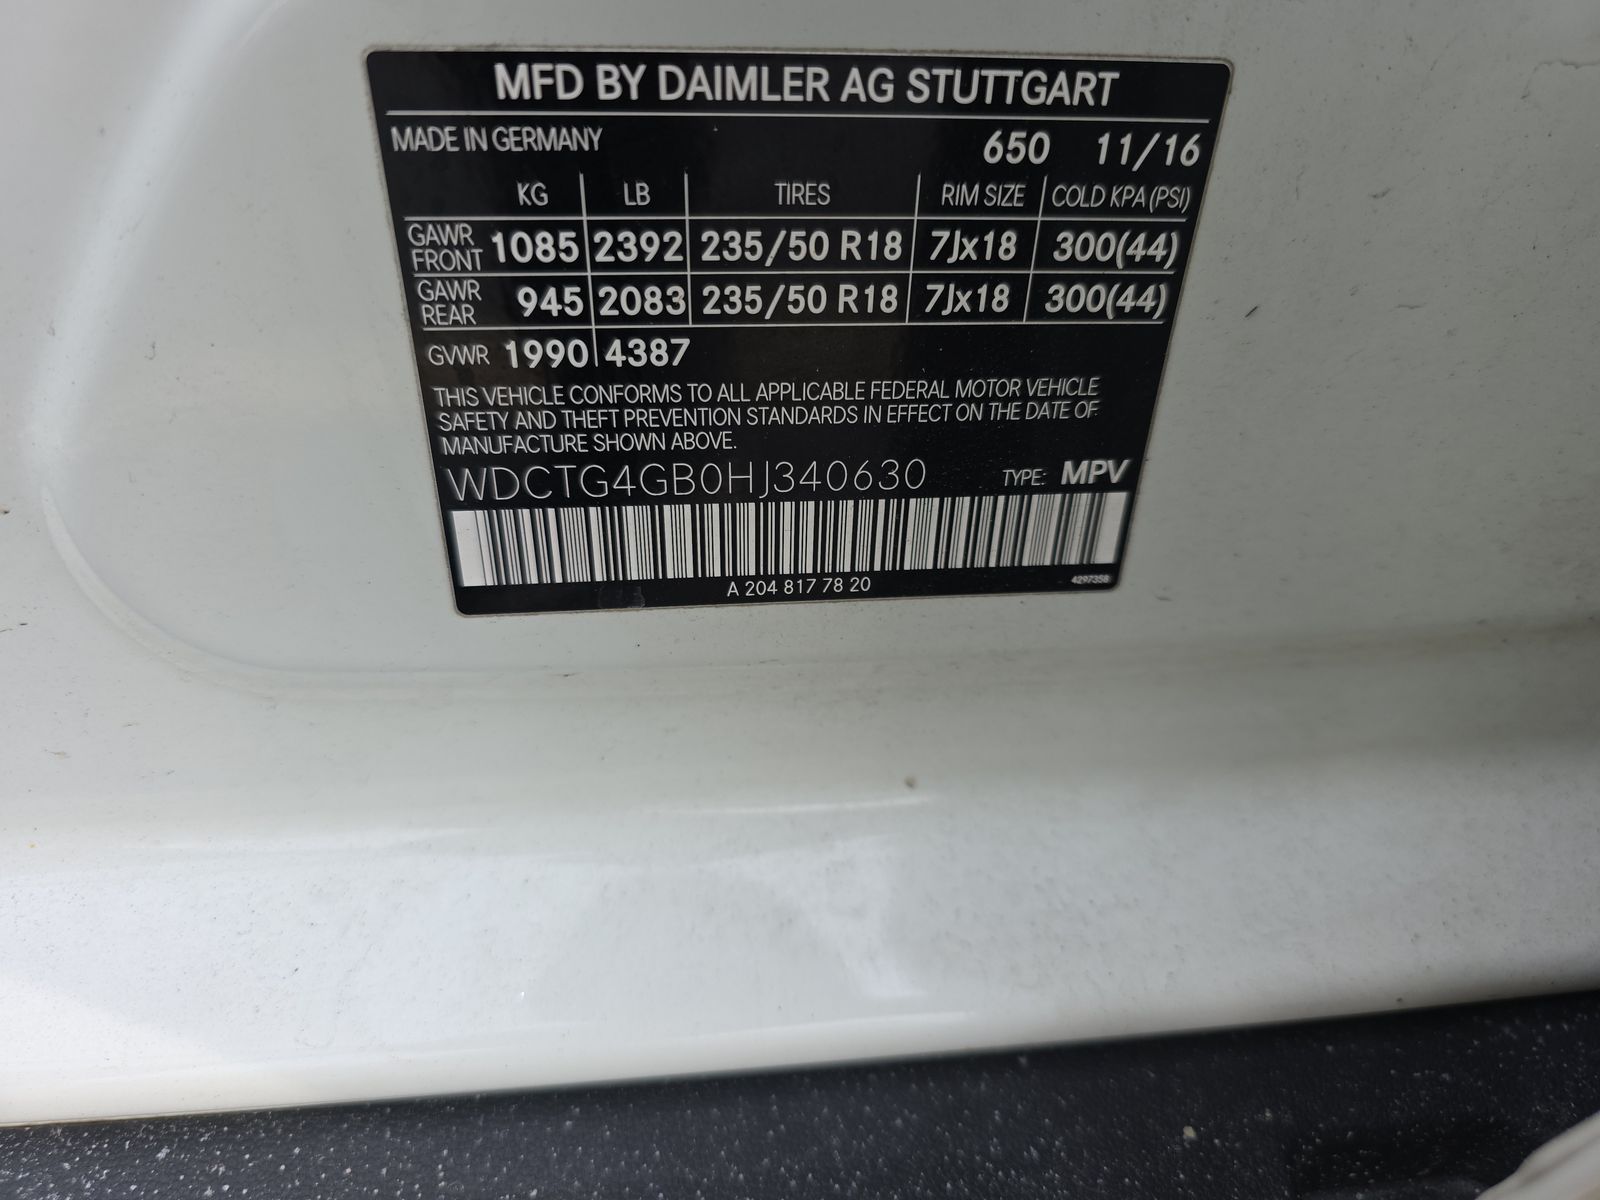 MFD BY DAIMLER AG STUTTGART
MADE IN GERMANY 650 11/16
KG LB TIRES RIM SIZE COLD KPA (PSI)
GAWR FRONT 1085 2392 235/50 R18 7Jx18 300(44)
GAWR REAR 945 2083 235/50 R18 7Jx18 300(44)
GVWR 1990 4387
THIS VEHICLE CONFORMS TO ALL APPLICABLE FEDERAL MOTOR VEHICLE
SAFETY AND THEFT PREVENTION STANDARDS IN EFFECT ON THE DATE OF
MANUFACTURE SHOWN ABOVE.
WDCTG4GB0HJ340630 TYPE: MPV
A 204 817 78 20 4297358